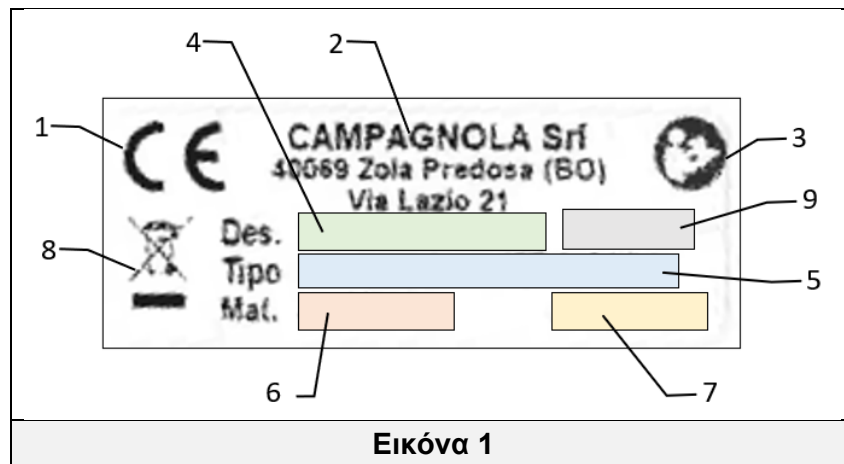 4
2
1
3
CE
CAMPAGNOLA Srl
40069 Zola Predosa (BO)
Via Lazio 21
9
8
Des.
Tipo
5
Mat.
6
7
Εικόνα 1